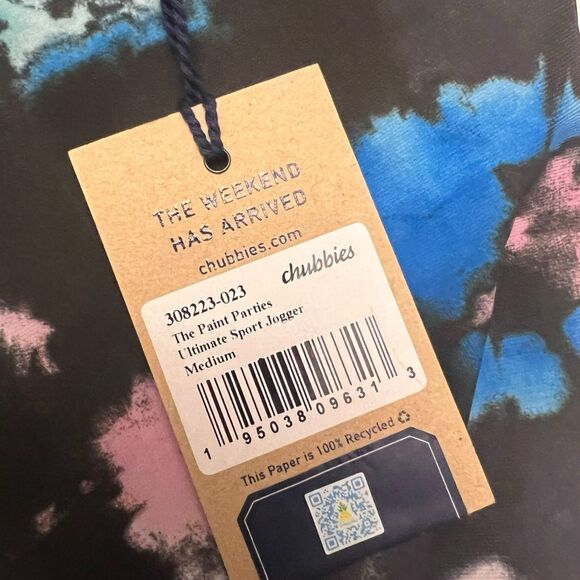 THE WEEKEND
HAS ARRIVED
chubbies.com
chubbies
308223-023
The Paint Parties
Ultimate Sport Jogger
Medium
1 95038 09631 3
This Paper is 100% Recycled